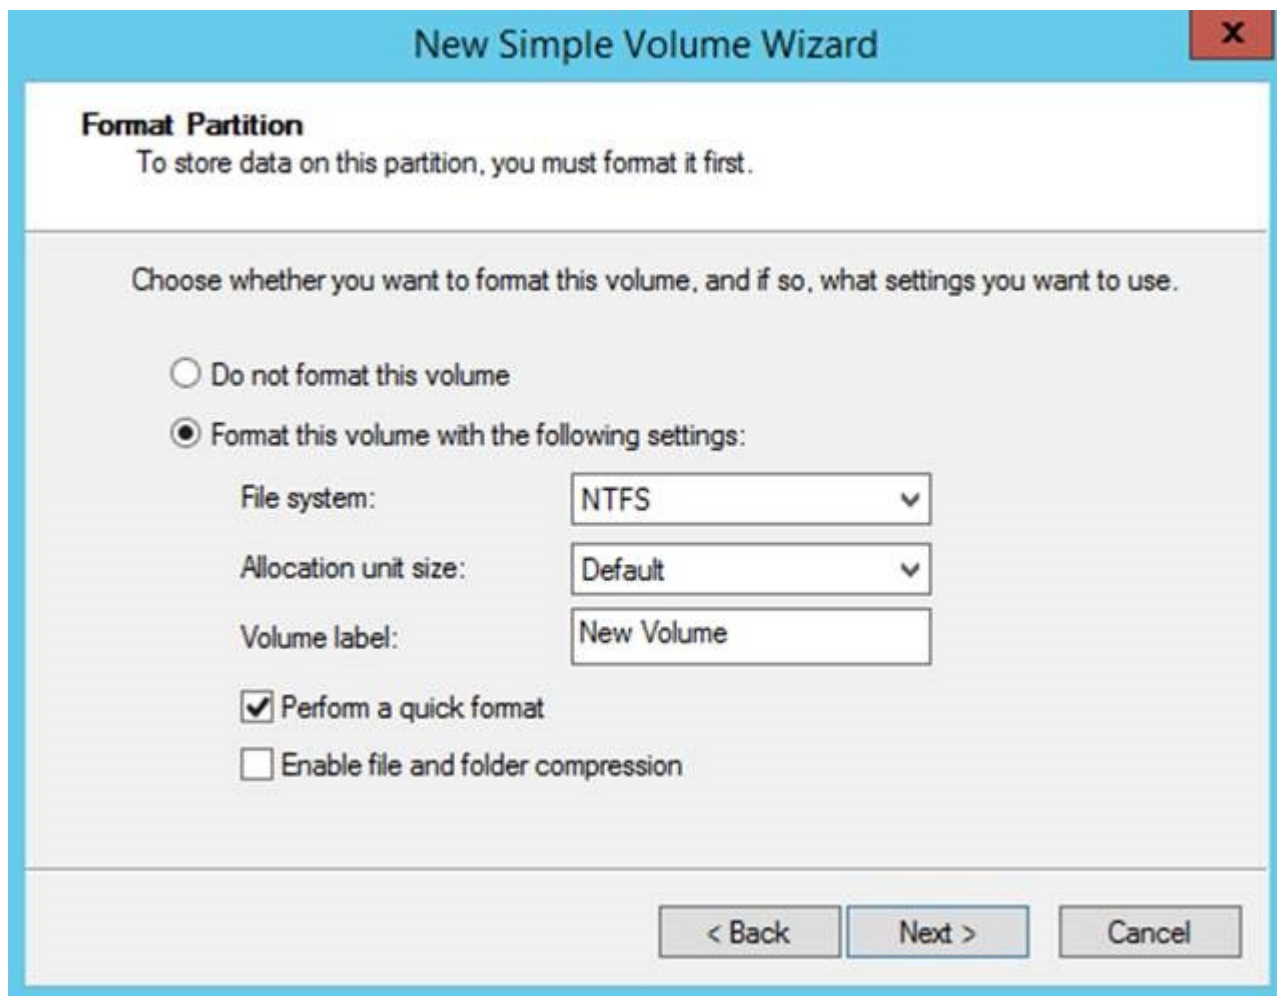 New Simple Volume Wizard
x
Format Partition
To store data on this partition, you must format it first.
Choose whether you want to format this volume, and if so, what settings you want to use.
Do not format this volume
Format this volume with the following settings:
File system: NTFS
Allocation unit size: Default
Volume label: New Volume
Perform a quick format
Enable file and folder compression
< Back Next > Cancel